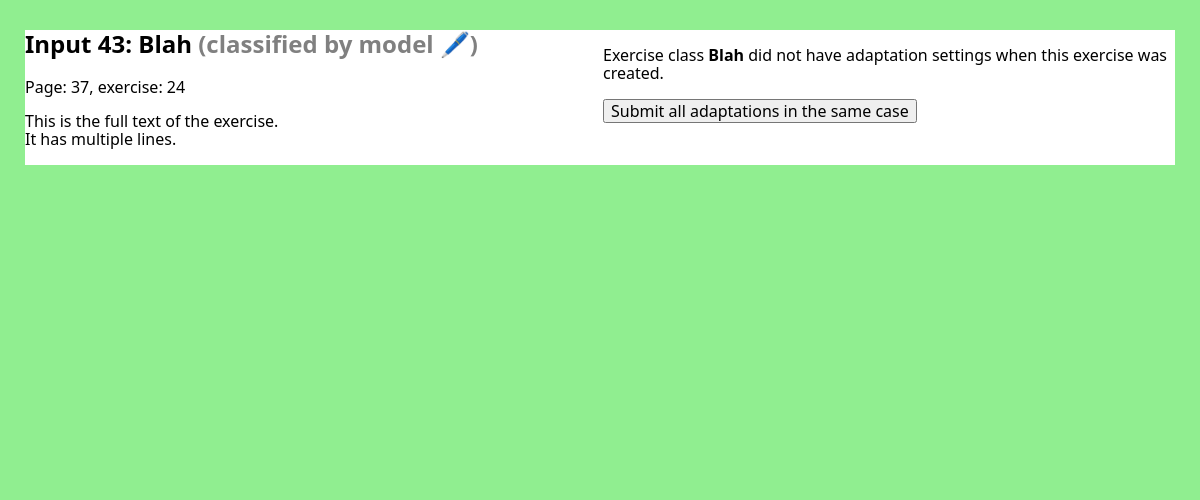 Input 43: Blah (classified by model 🖊️)
Page: 37, exercise: 24
This is the full text of the exercise.
It has multiple lines.
Exercise class Blah did not have adaptation settings when this exercise was
created.
Submit all adaptations in the same case